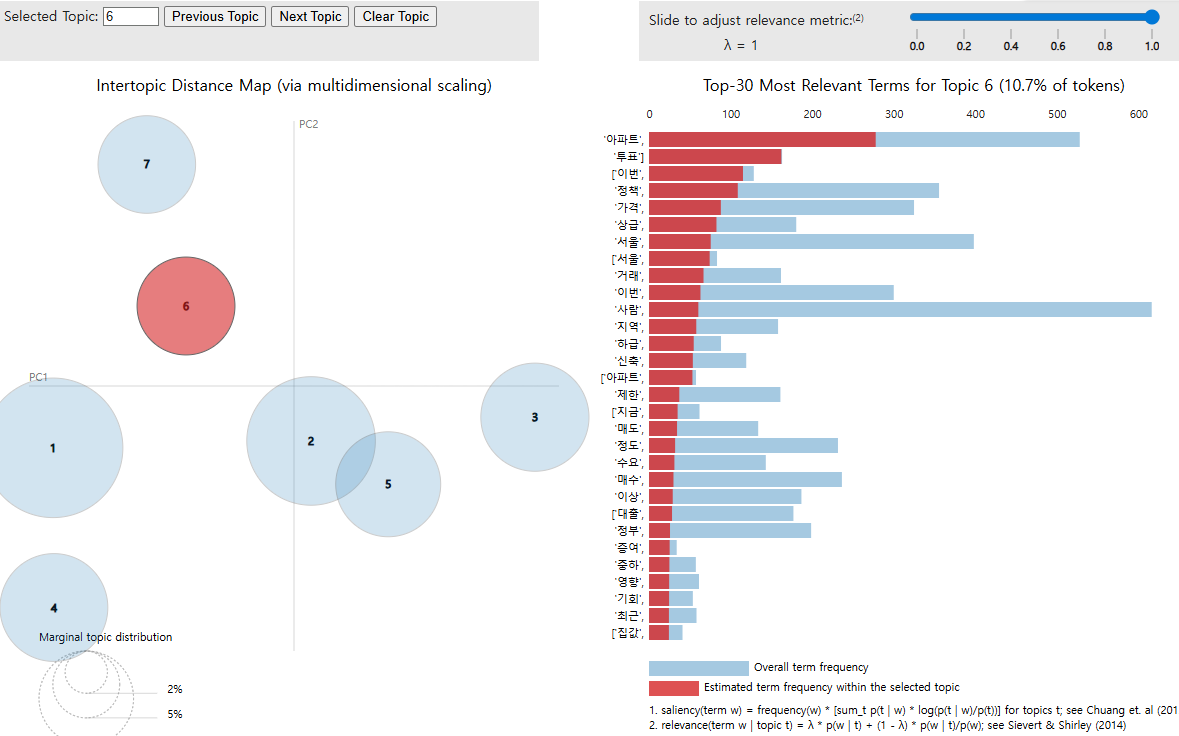 Selected Topic: 6 Previous Topic Next Topic Clear Topic
Slide to adjust relevance metric:(2)
λ = 1
0.0 0.2 0.4 0.6 0.8 1.0
Intertopic Distance Map (via multidimensional scaling)
PC2
PC1
7
6
1
2
3
5
4
Marginal topic distribution
2%
5%
Top-30 Most Relevant Terms for Topic 6 (10.7% of tokens)
0 100 200 300 400 500 600
'아파트',
'투표']
['이번',
'정책',
'가격',
'상급',
'서울',
['서울',
'거래',
'이번',
'사람',
'지역',
'하급',
'신축',
['아파트',
'제한',
['지금',
'매도',
'정도',
'수요',
'매수',
'이상',
['대출',
'정부',
'증여',
'중하',
'영향',
'기회',
'최근',
['집값',
Overall term frequency
Estimated term frequency within the selected topic
1. saliency(term w) = frequency(w) * [sum_t p(t | w) * log(p(t | w)/p(t))] for topics t; see Chuang et. al (201
2. relevance(term w | topic t) = λ * p(w | t) + (1 - λ) * p(w | t)/p(w); see Sievert & Shirley (2014)